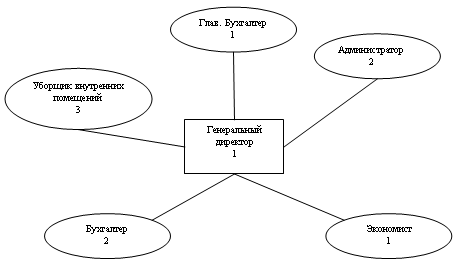 Глав. Бухгалтер
1
Администратор
2
Уборщик внутренних
помещений
3
Генеральный
директор
1
Бухгалтер
2
Экономист
1